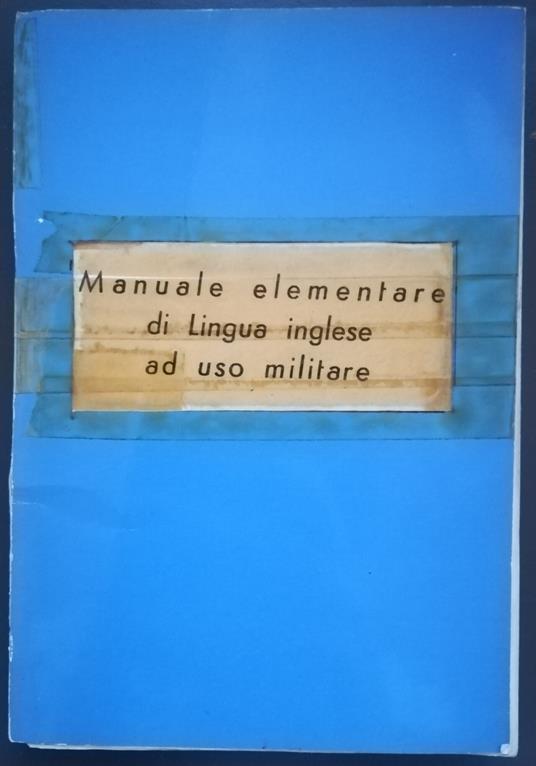 Manuale elementare
di Lingua inglese
ad uso militare